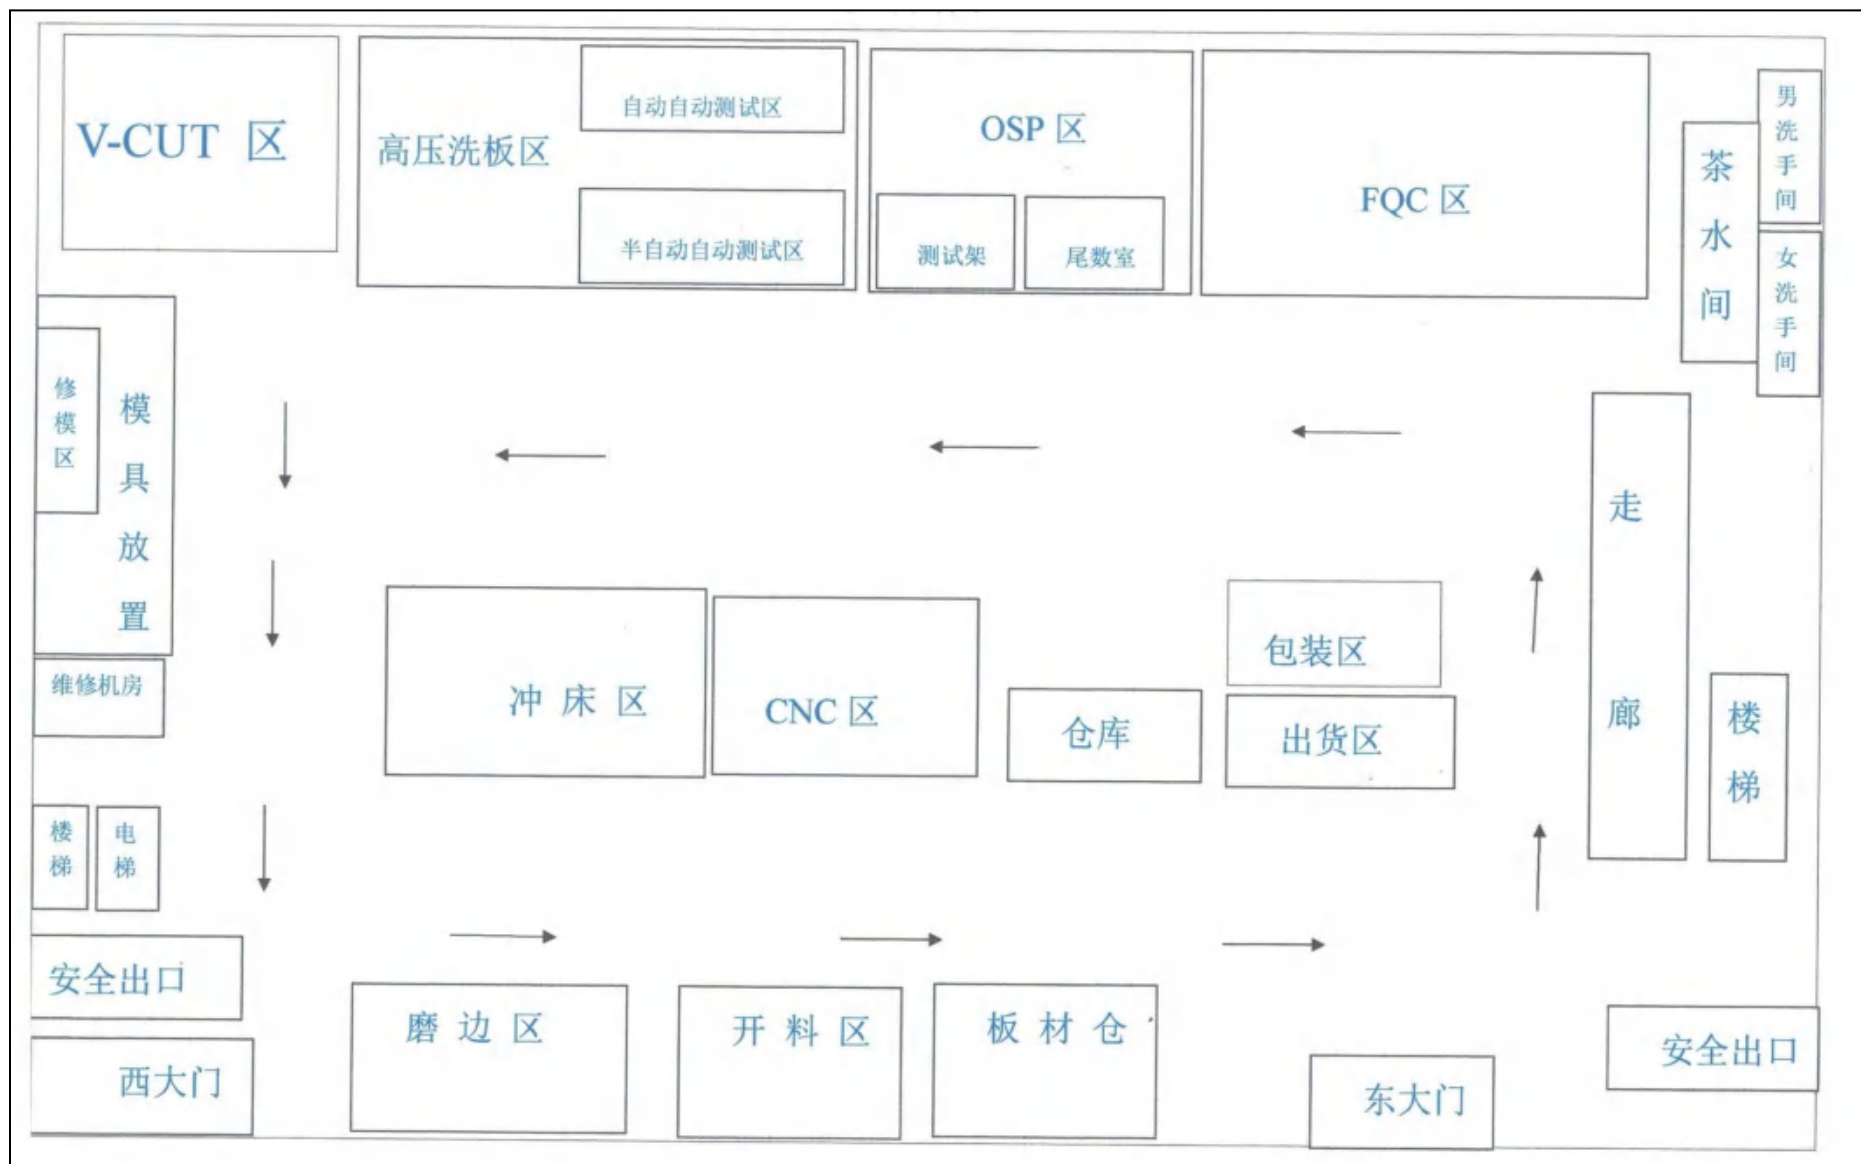 V-CUT 区
高压洗板区
自动自动测试区
半自动自动测试区
OSP 区
测试架
尾数室
FQC 区
茶水间
男洗手间
女洗手间
修模区
模具放置
维修机房
冲 床 区
CNC 区
仓库
包装区
出货区
走廊
楼梯
楼梯
电梯
安全出口
西大门
磨 边 区
开 料 区
板 材 仓
东大门
安全出口